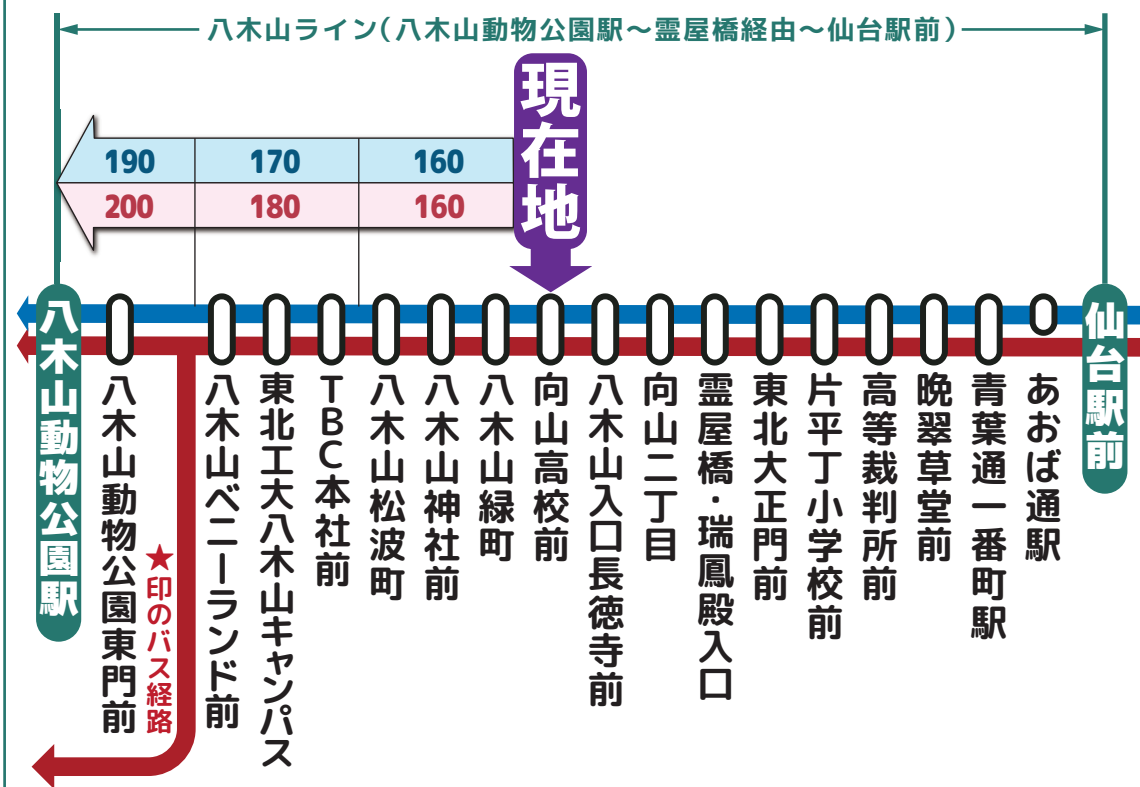 八木山ライン(八木山動物公園駅～霊屋橋経由～仙台駅前)
現在地
190 170 160
200 180 160
八木山動物公園駅
八木山動物公園東門前
★印のバス経路
八木山ベニーランド前
東北工大八木山キャンパス
TBC本社前
八木山松波町
八木山神社前
八木山緑町
向山高校前
八木山入口長徳寺前
向山二丁目
霊屋橋・瑞鳳殿入口
東北大正門前
片平丁小学校前
高等裁判所前
晩翠草堂前
青葉通一番町駅
あおば通駅
仙台駅前